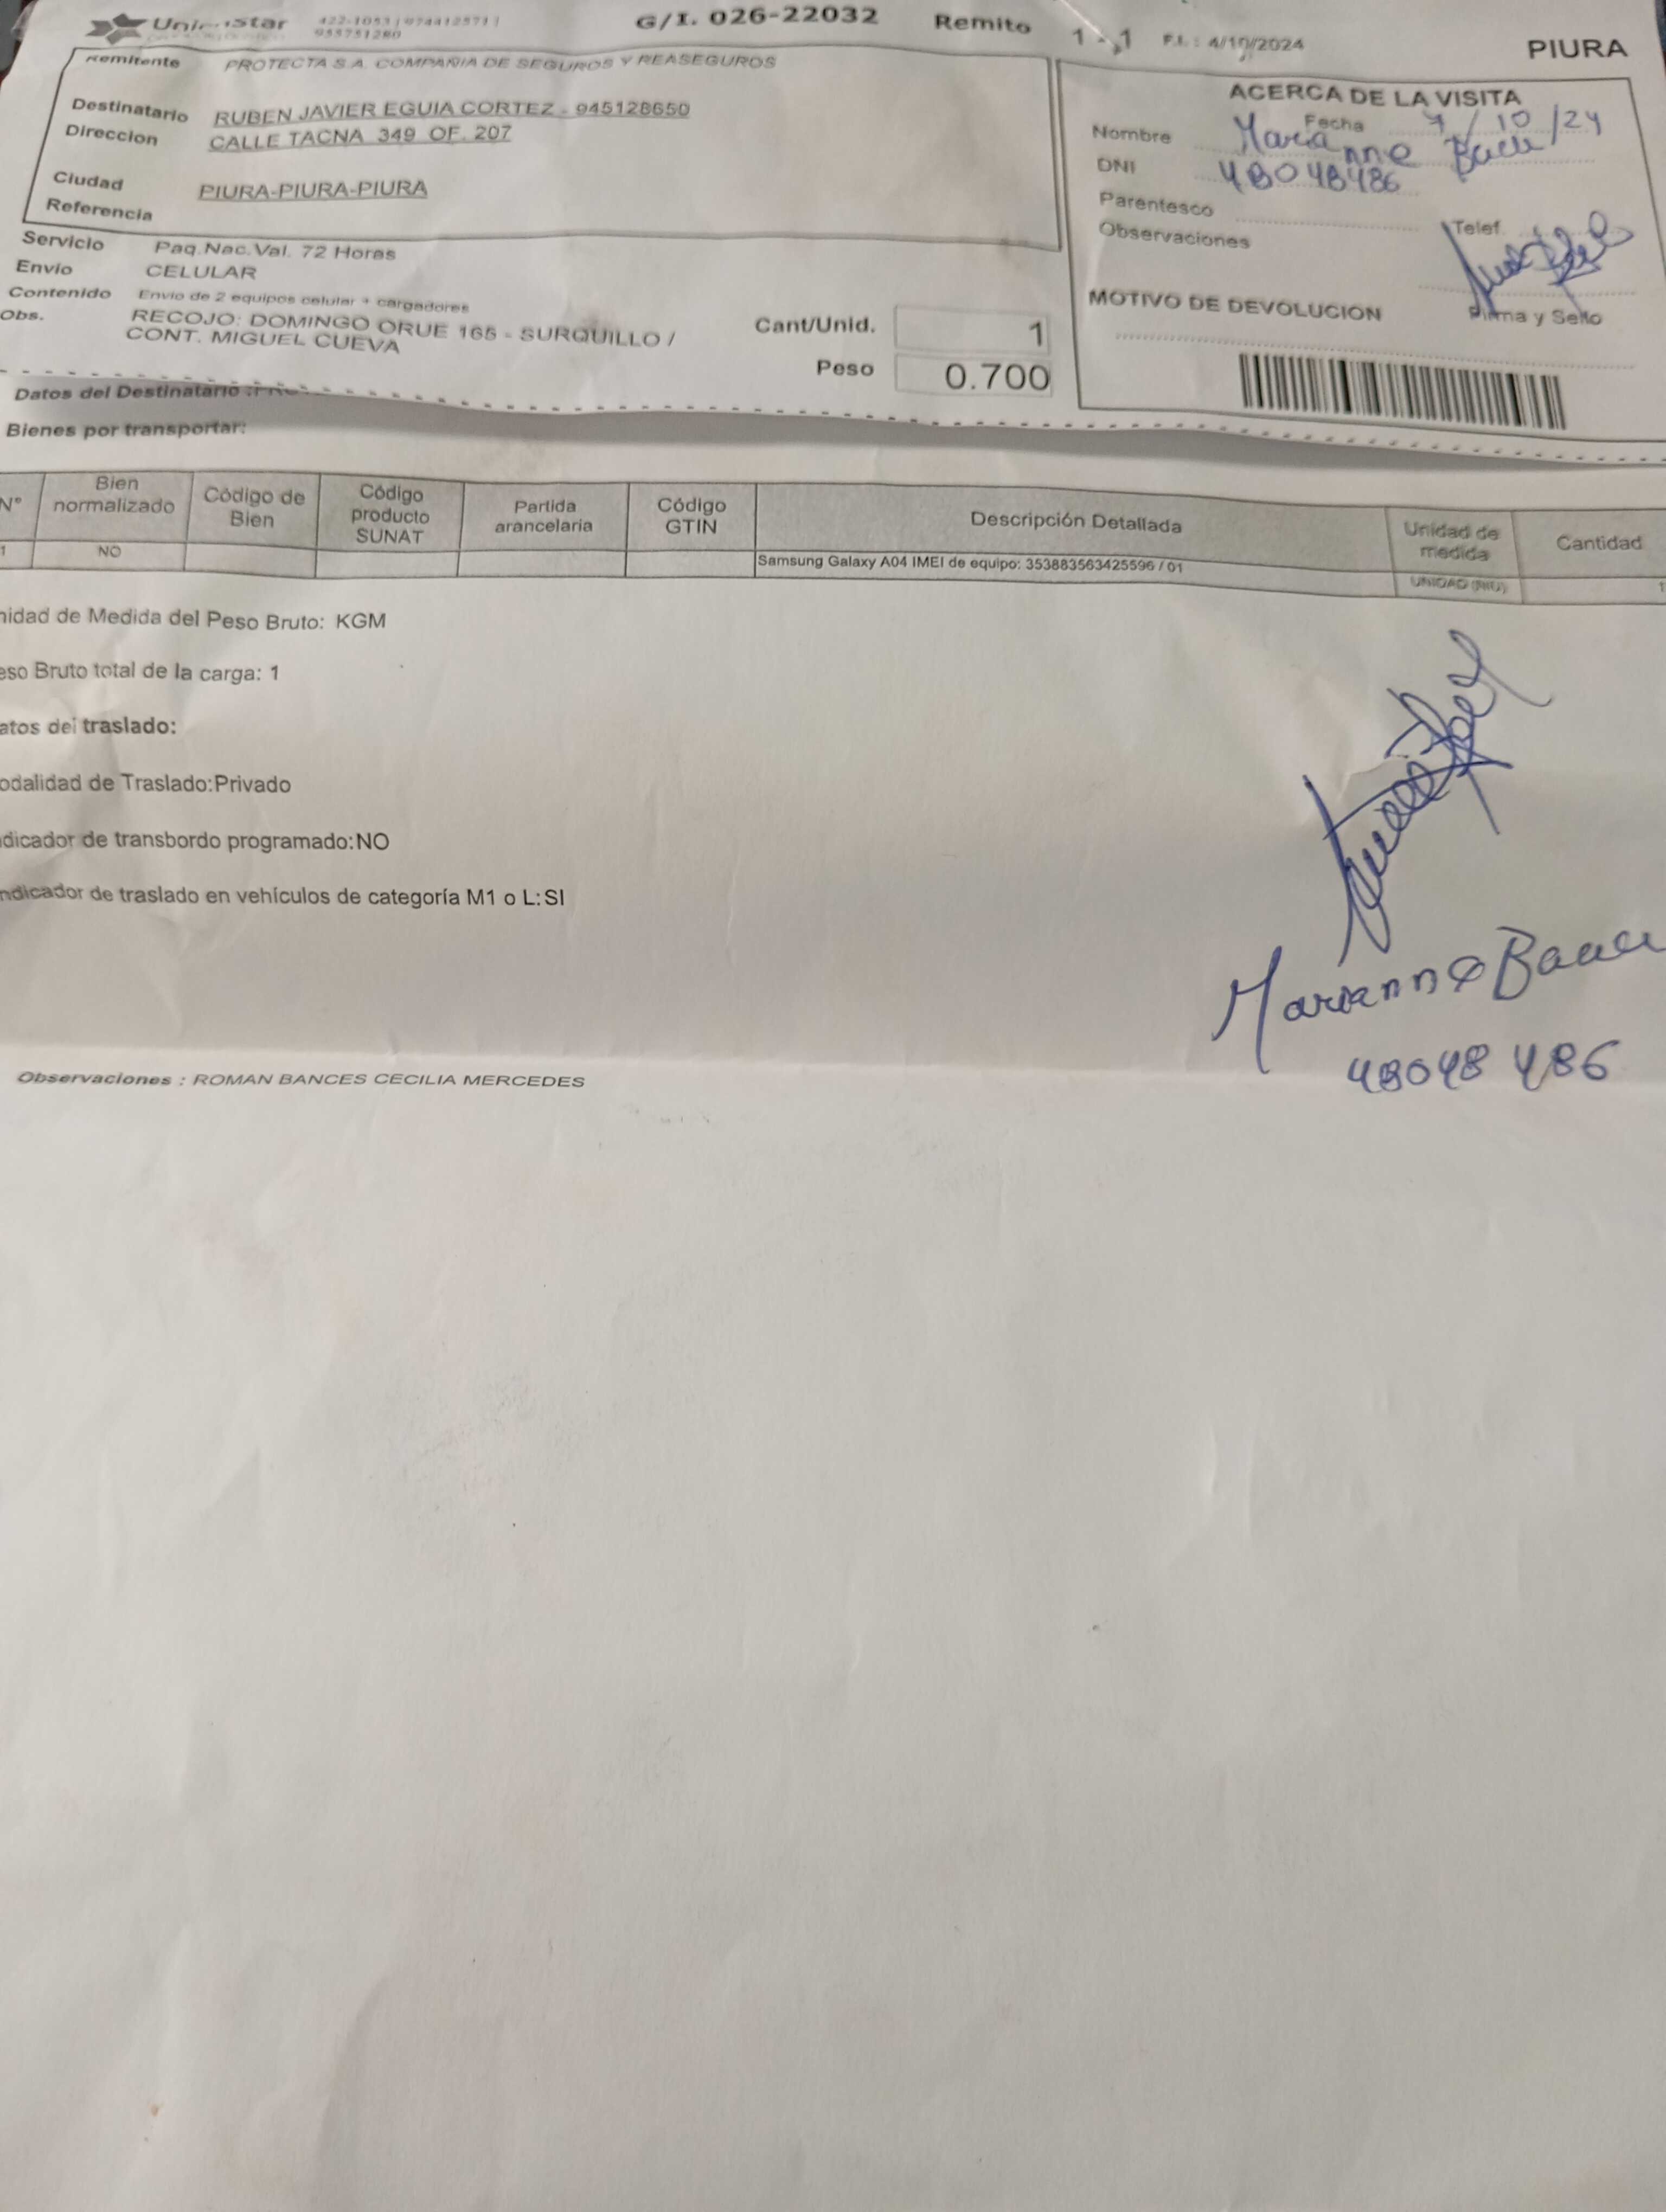 G/I. 026-22032 Remito 1 - 1 F.I. : 4/10/2024 PIURA
955751280
Remitente PROTECTA S.A. COMPAÑIA DE SEGUROS Y REASEGUROS
Destinatario RUBEN JAVIER EGUIA CORTEZ - 945128650
Direccion CALLE TACNA 349 OF. 207
Ciudad PIURA-PIURA-PIURA
Referencia
Servicio Paq.Nac.Val. 72 Horas
Envio CELULAR
Contenido Envio de 2 equipos celular + cargadores
Obs. RECOJO: DOMINGO ORUE 165 - SURQUILLO /
CONT. MIGUEL CUEVA
Cant/Unid. 1
Peso 0.700
ACERCA DE LA VISITA
Fecha 7/10/24
Nombre Marianne
DNI 48048486
Parentesco
Telef.
Observaciones
MOTIVO DE DEVOLUCION
Firma y Sello
Datos del Destinatario :
Bienes por transportar:
N° Bien normalizado Código de Bien Código producto SUNAT Partida arancelaria Código GTIN Descripción Detallada Unidad de medida Cantidad
1 NO Samsung Galaxy A04 IMEI de equipo: 353883563425596 / 01 UNIDAD (NIU) 1
nidad de Medida del Peso Bruto: KGM
eso Bruto total de la carga: 1
atos del traslado:
odalidad de Traslado:Privado
dicador de transbordo programado:NO
ndicador de traslado en vehículos de categoría M1 o L:SI
Marianne
48048486
Observaciones : ROMAN BANCES CECILIA MERCEDES